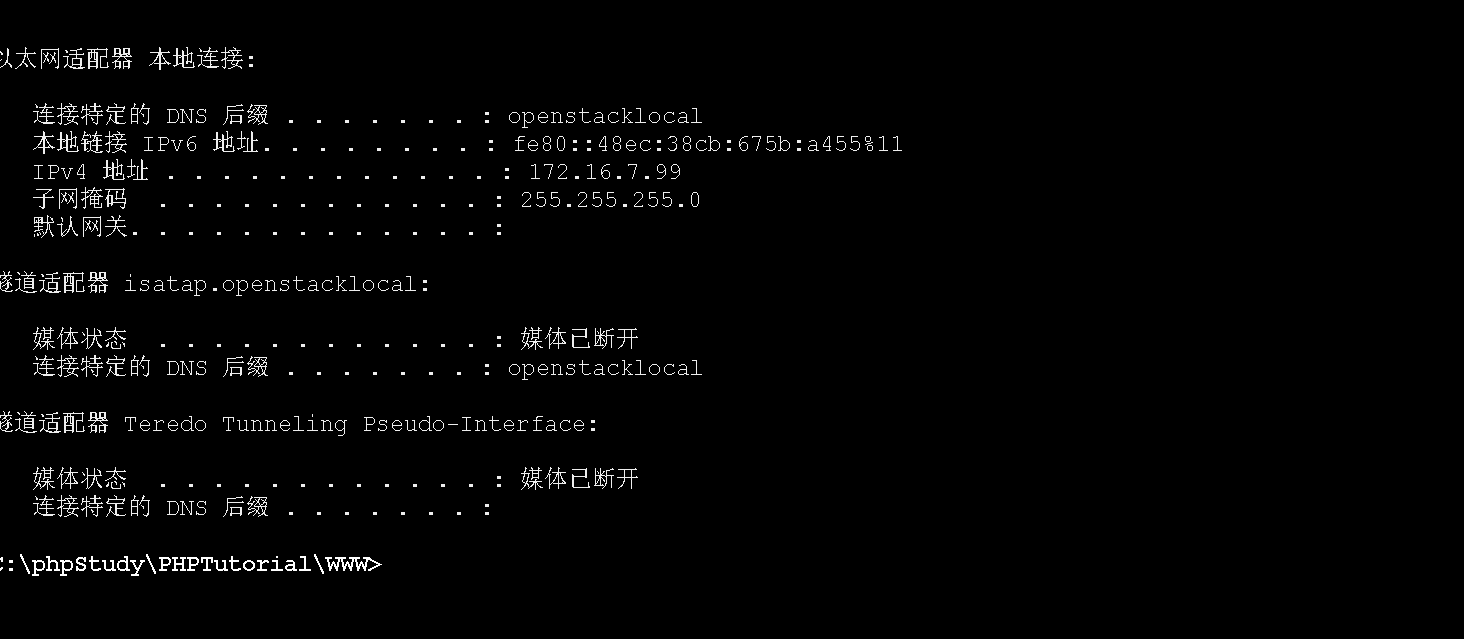 以太网适配器 本地连接:
连接特定的 DNS 后缀 . . . . . . . : openstacklocal
本地链接 IPv6 地址. . . . . . . . : fe80::48ec:38cb:675b:a455%11
IPv4 地址 . . . . . . . . . . . . : 172.16.7.99
子网掩码  . . . . . . . . . . . . : 255.255.255.0
默认网关. . . . . . . . . . . . . :
隧道适配器 isatap.openstacklocal:
媒体状态  . . . . . . . . . . . . : 媒体已断开
连接特定的 DNS 后缀 . . . . . . . : openstacklocal
隧道适配器 Teredo Tunneling Pseudo-Interface:
媒体状态  . . . . . . . . . . . . : 媒体已断开
连接特定的 DNS 后缀 . . . . . . . :
C:\phpStudy\PHPTutorial\WWW>